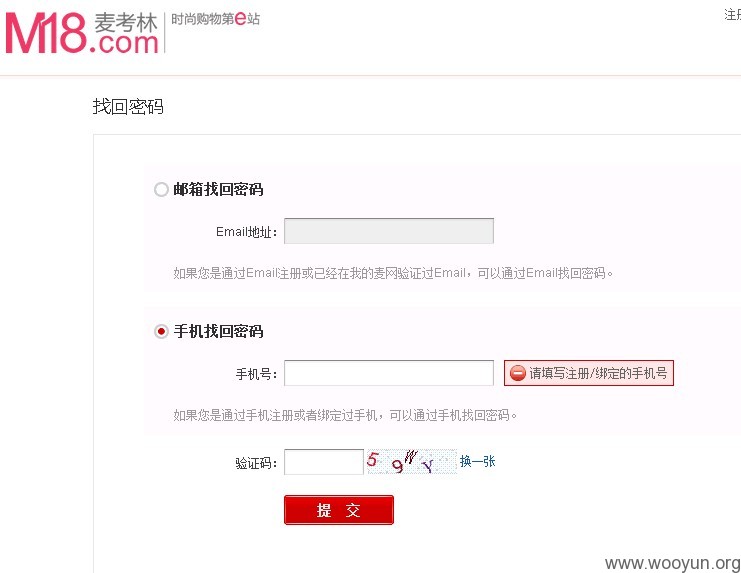 M18.com 麦考林 时尚购物第e站
注册
找回密码
邮箱找回密码
Email地址：
如果您是通过Email注册或已经在我的麦网验证过Email，可以通过Email找回密码。
手机找回密码
手机号： 请填写注册/绑定的手机号
如果您是通过手机注册或者绑定过手机，可以通过手机找回密码。
验证码： 5 9 W Y 换一张
提 交
www.wooyun.org